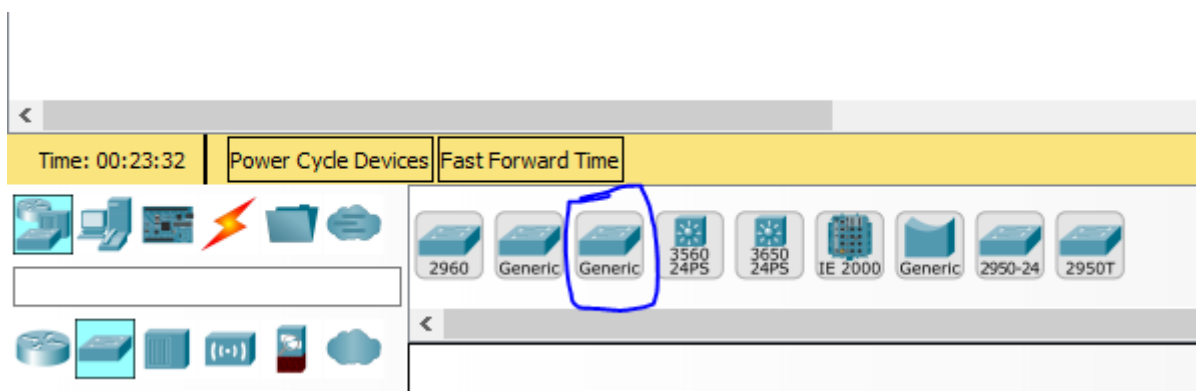 Time: 00:23:32 Power Cycle Devices Fast Forward Time
2960 Generic Generic 3560 24PS 3650 24PS IE 2000 Generic 2950-24 2950T